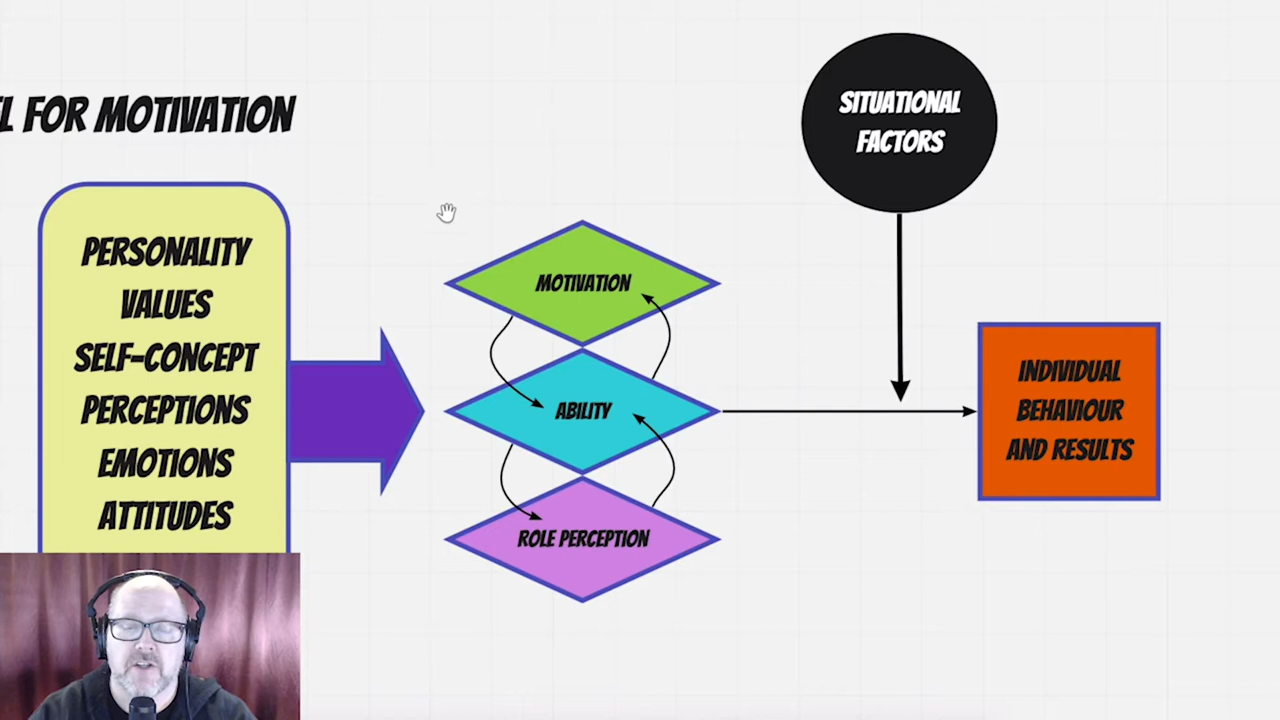 FOR MOTIVATION
PERSONALITY
VALUES
SELF-CONCEPT
PERCEPTIONS
EMOTIONS
ATTITUDES
MOTIVATION
ABILITY
ROLE PERCEPTION
SITUATIONAL
FACTORS
INDIVIDUAL
BEHAVIOUR
AND RESULTS